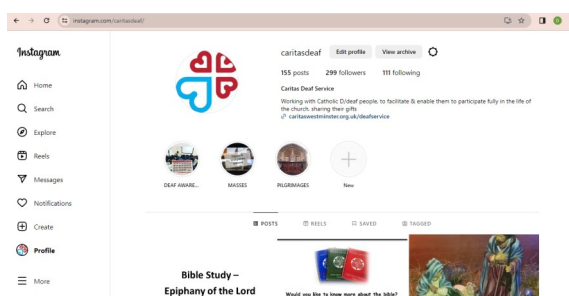 instagram.com/caritasdeaf/
Instagram
caritasdeaf Edit profile View archive
155 posts 299 followers 111 following
Caritas Deaf Service
Working with Catholic D/deaf people, to facilitate & enable them to participate fully in the life of
the church, sharing their gifts
caritaswestminster.org.uk/deafservice
Home
Search
Explore
Reels
Messages
Notifications
Create
Profile
More
DEAF AWARE... MASSES PILGRIMAGES New
POSTS REELS SAVED TAGGED
Bible Study –
Epiphany of the Lord
Would you like to know more about the bible?